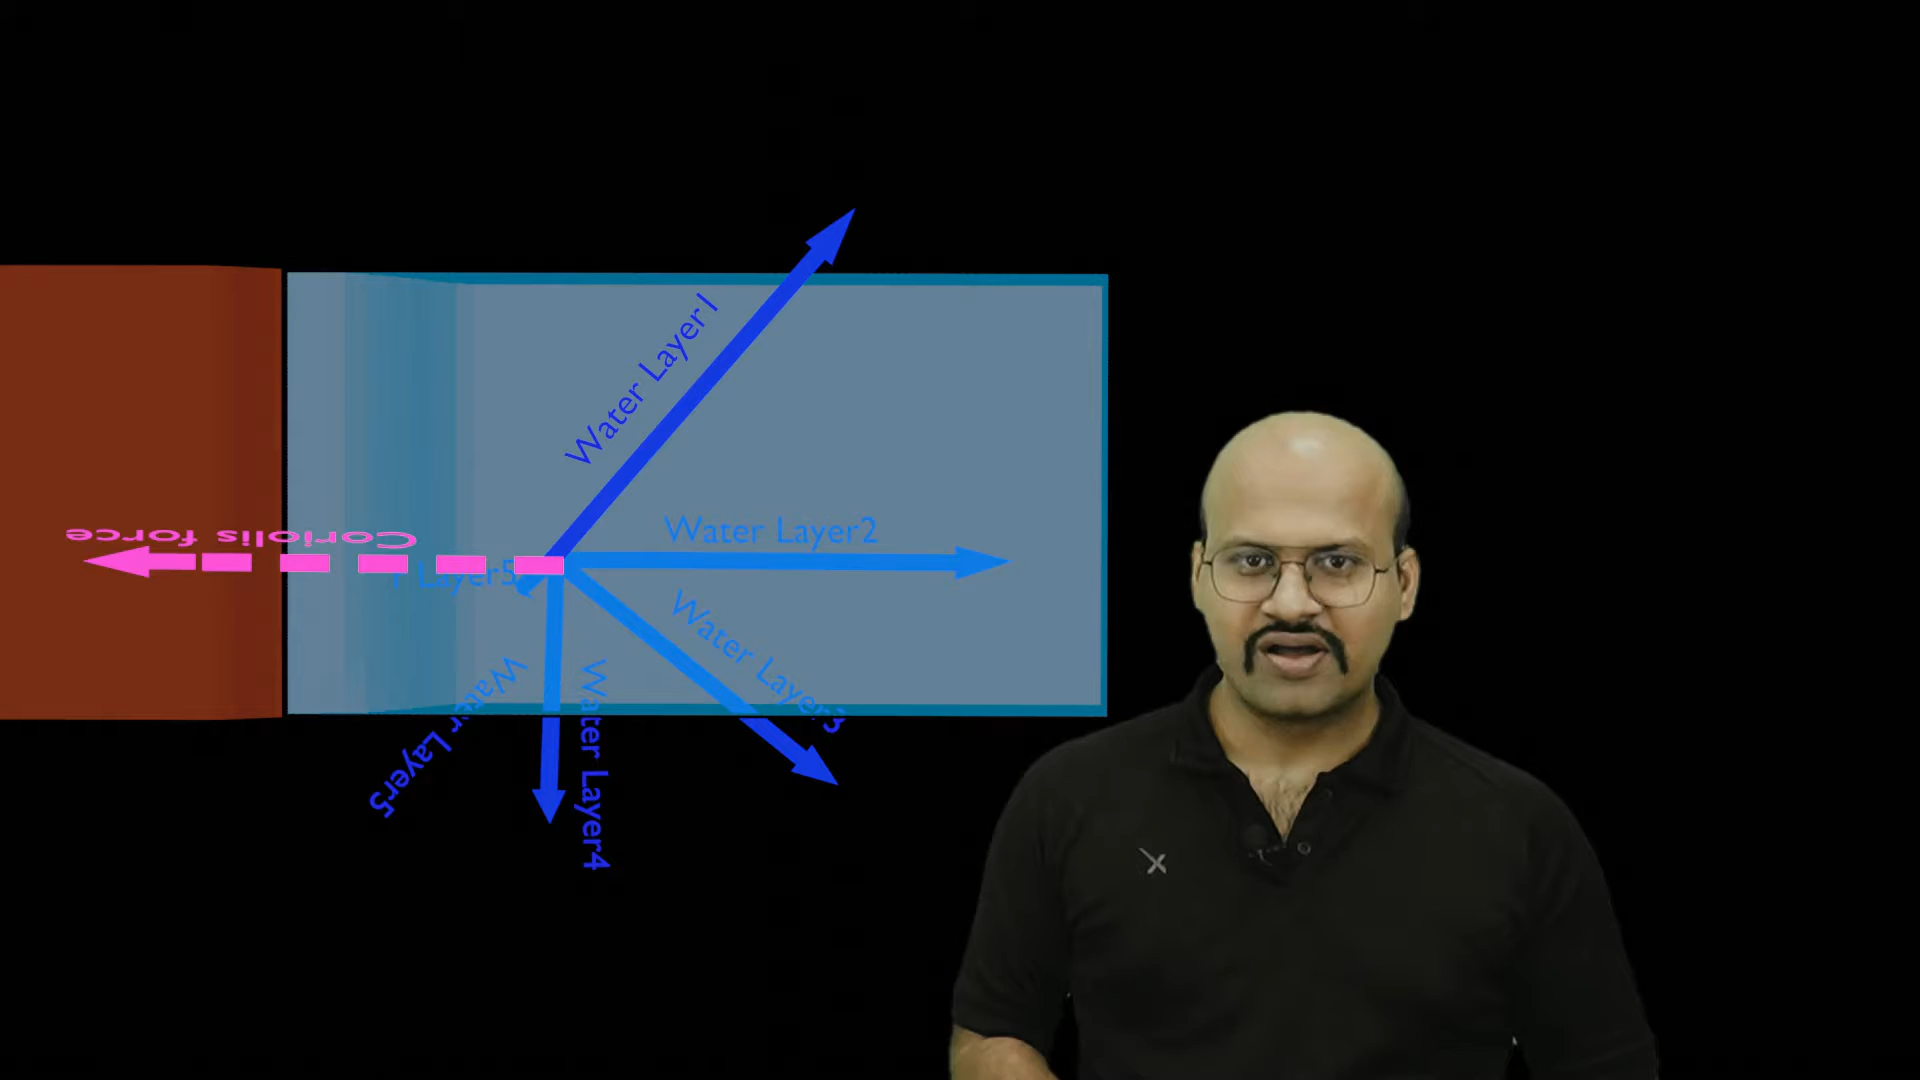 Water Layer1
Water Layer2
Coriolis force
Layer5
Water Layer3
Water Layer4
Water Layer5